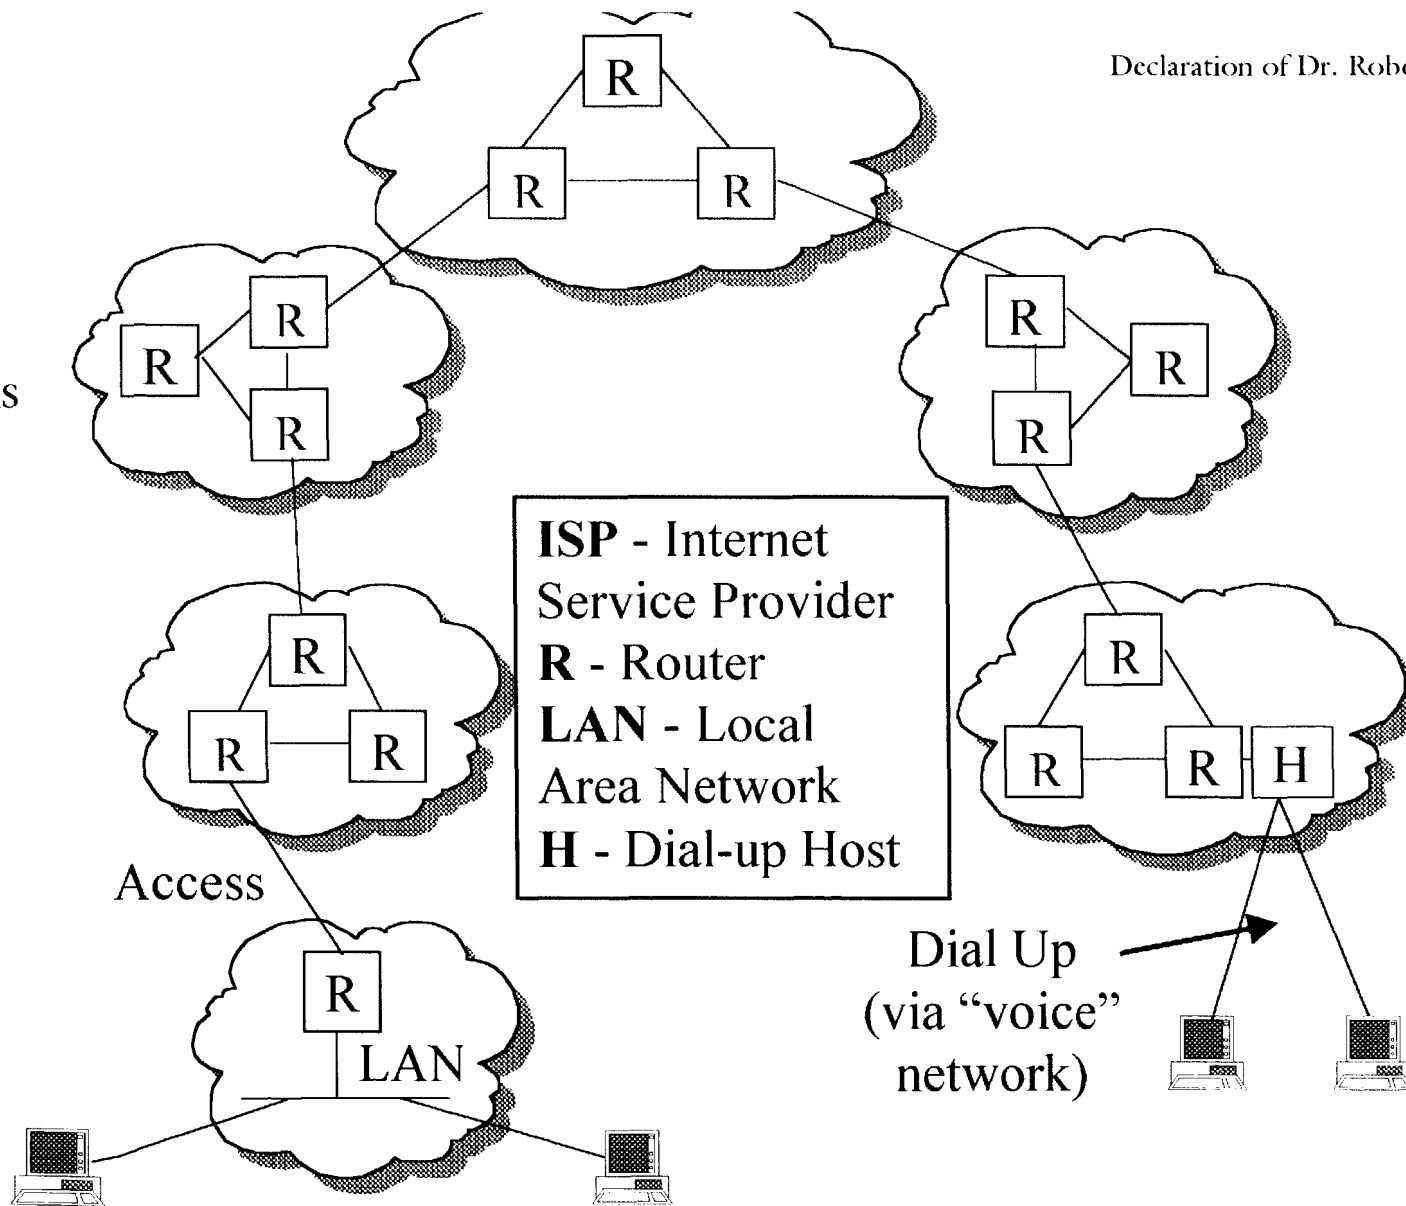 Declaration of Dr.
R
R
R
R
R
R
R
R
R
ISP - Internet
Service Provider
R - Router
LAN - Local
Area Network
H - Dial-up Host
R
R
R
R
R
R
H
Access
R
LAN
Dial Up
(via “voice”
network)